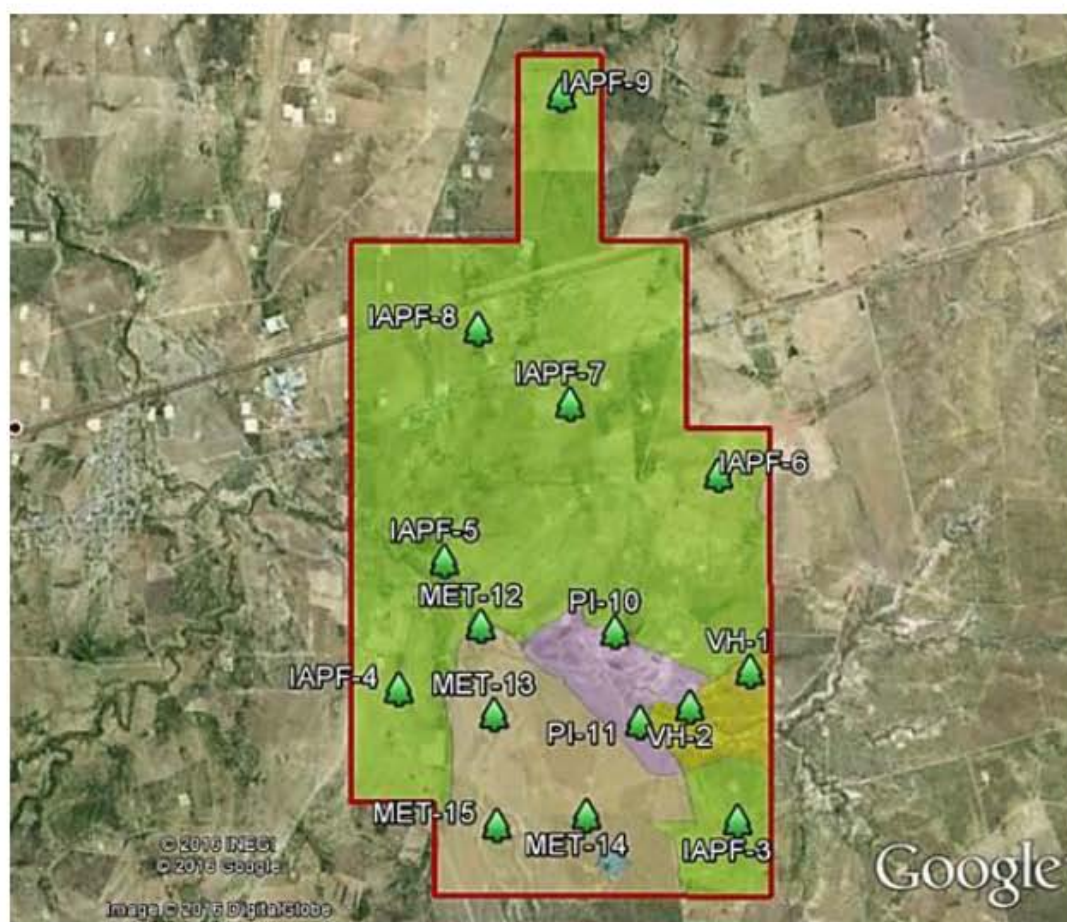 IAPF-9
IAPF-8
IAPF-7
IAPF-6
IAPF-5
MET-12
PI-10
VH-1
IAPF-4
MET-13
PI-11
VH-2
MET-15
MET-14
IAPF-3
© 2016 INEGI
© 2016 Google
Image © 2016 DigitalGlobe
Google